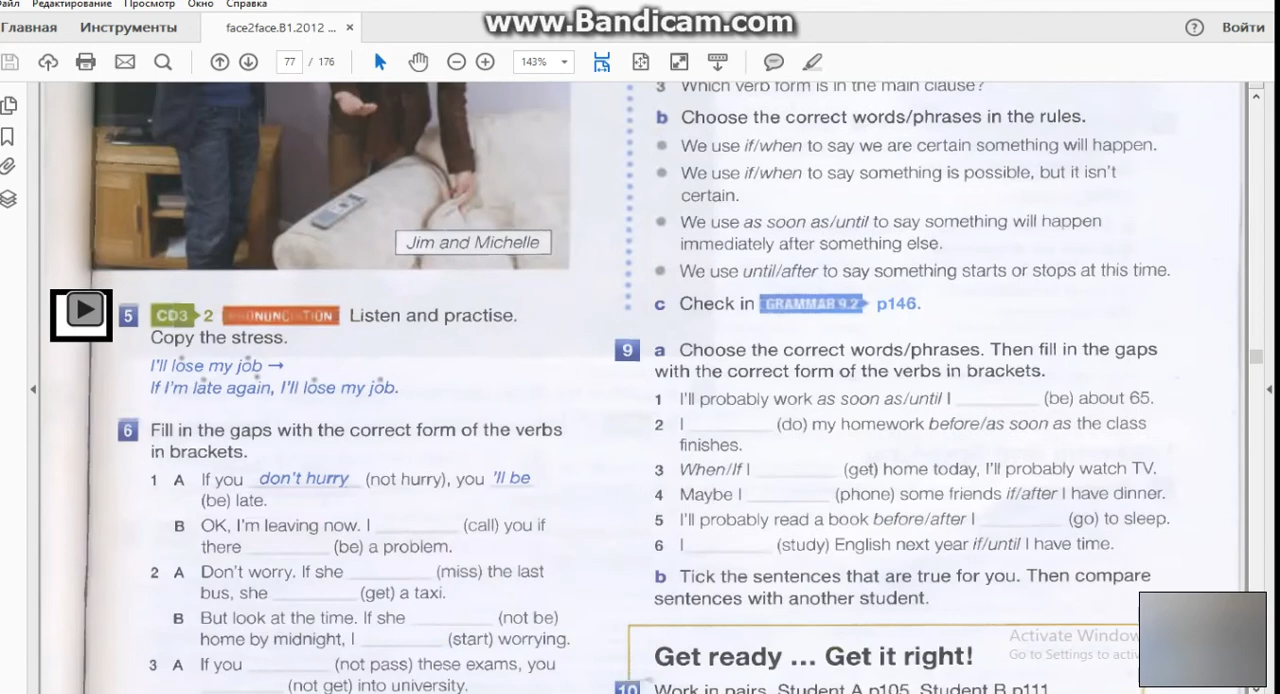 www.Bandicam.com
Файл Редактирование Просмотр Окно Справка
Главная Инструменты face2face.B1.2012 ... × Войти
77 / 176 143%
Jim and Michelle
5 CD3 2 Listen and practise.
Copy the stress.
I'll lose my job →
If I'm late again, I'll lose my job.
6 Fill in the gaps with the correct form of the verbs
in brackets.
1 A If you don't hurry (not hurry), you 'll be
(be) late.
B OK, I'm leaving now. I ________ (call) you if
there ________ (be) a problem.
2 A Don't worry. If she ________ (miss) the last
bus, she ________ (get) a taxi.
B But look at the time. If she ________ (not be)
home by midnight, I ________ (start) worrying.
3 A If you ________ (not pass) these exams, you
________ (not get) into university.
3 Which verb form is in the main clause?
b Choose the correct words/phrases in the rules.
• We use if/when to say we are certain something will happen.
• We use if/when to say something is possible, but it isn't
certain.
• We use as soon as/until to say something will happen
immediately after something else.
• We use until/after to say something starts or stops at this time.
c Check in GRAMMAR 9.2 p146.
9 a Choose the correct words/phrases. Then fill in the gaps
with the correct form of the verbs in brackets.
1 I'll probably work as soon as/until I ________ (be) about 65.
2 I ________ (do) my homework before/as soon as the class
finishes.
3 When/If I ________ (get) home today, I'll probably watch TV.
4 Maybe I ________ (phone) some friends if/after I have dinner.
5 I'll probably read a book before/after I ________ (go) to sleep.
6 I ________ (study) English next year if/until I have time.
b Tick the sentences that are true for you. Then compare
sentences with another student.
Get ready ... Get it right!
10 Work in pairs. Student A p105. Student B p111.
Activate Window
Go to Settings to activ